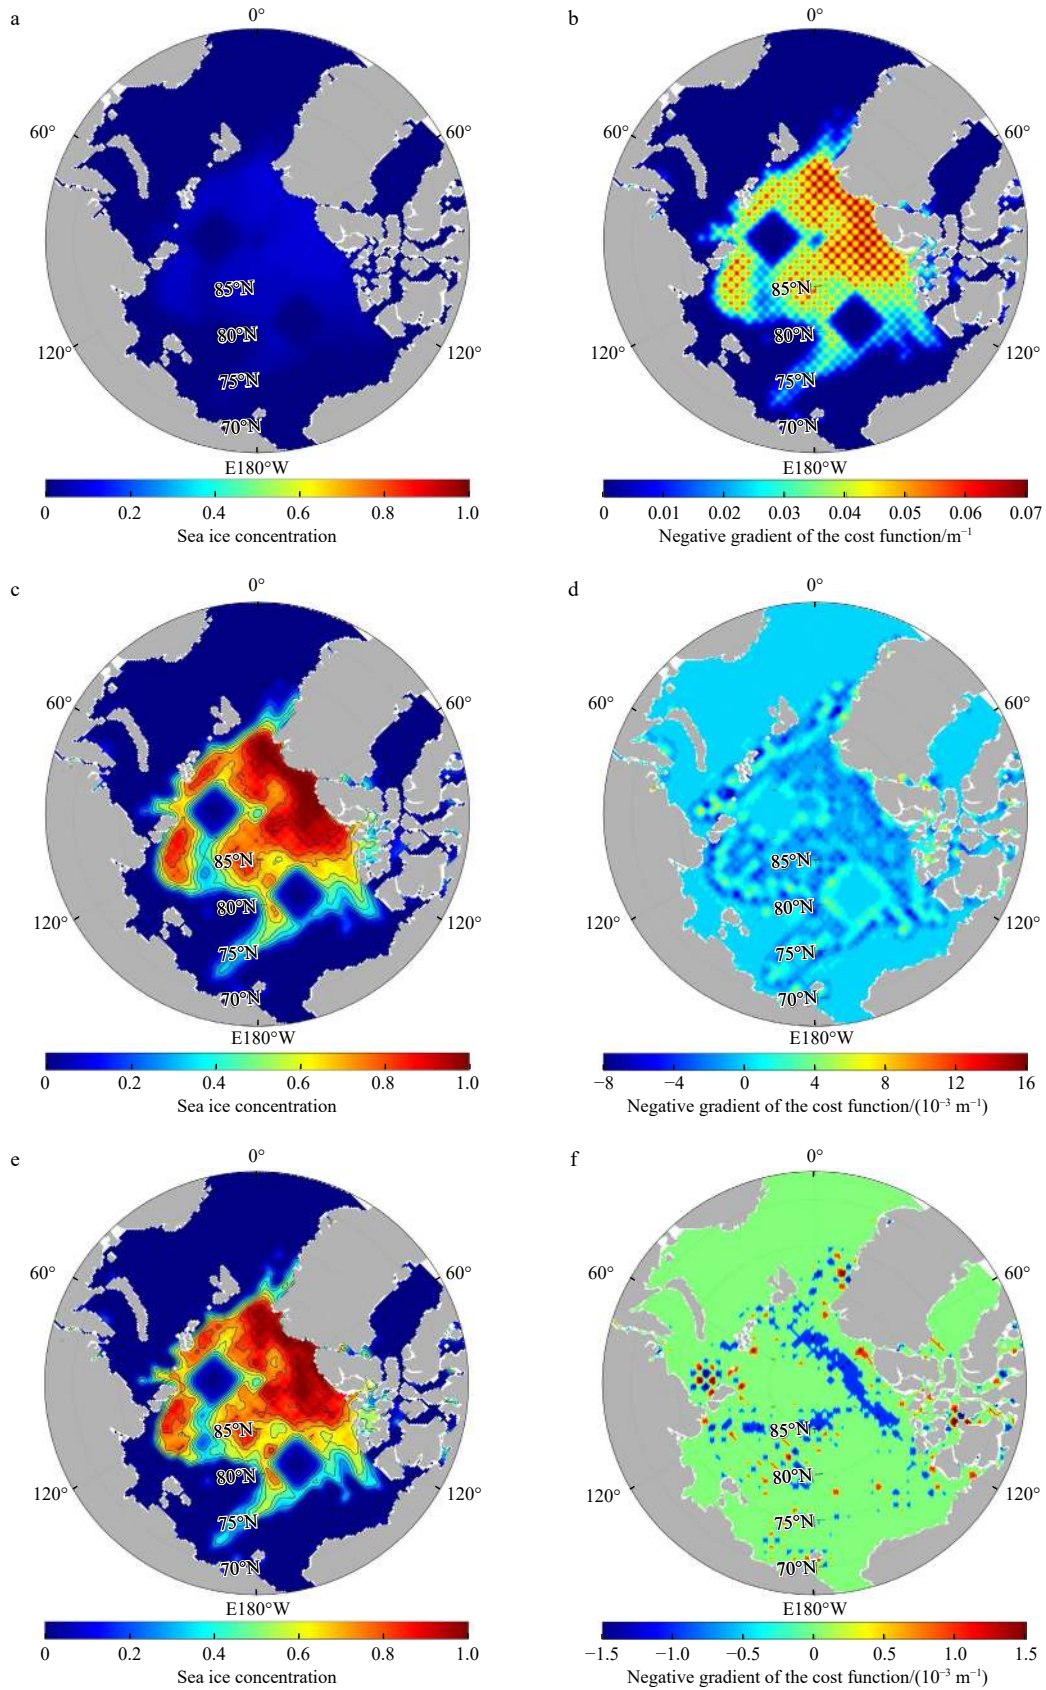 a
b
0°
0°
60°
60°
60°
60°
85°N
85°N
80°N
80°N
120°
120°
120°
120°
75°N
75°N
70°N
70°N
E180°W
E180°W
0 0.2 0.4 0.6 0.8 1.0
0 0.01 0.02 0.03 0.04 0.05 0.06 0.07
Sea ice concentration
Negative gradient of the cost function/m⁻¹
c
d
0°
0°
60°
60°
60°
60°
85°N
85°N
80°N
80°N
120°
120°
120°
120°
75°N
75°N
70°N
70°N
E180°W
E180°W
0 0.2 0.4 0.6 0.8 1.0
−8 −4 0 4 8 12 16
Sea ice concentration
Negative gradient of the cost function/(10⁻³ m⁻¹)
e
f
0°
0°
60°
60°
60°
60°
85°N
85°N
80°N
80°N
120°
120°
120°
120°
75°N
75°N
70°N
70°N
E180°W
E180°W
0 0.2 0.4 0.6 0.8 1.0
−1.5 −1.0 −0.5 0 0.5 1.0 1.5
Sea ice concentration
Negative gradient of the cost function/(10⁻³ m⁻¹)